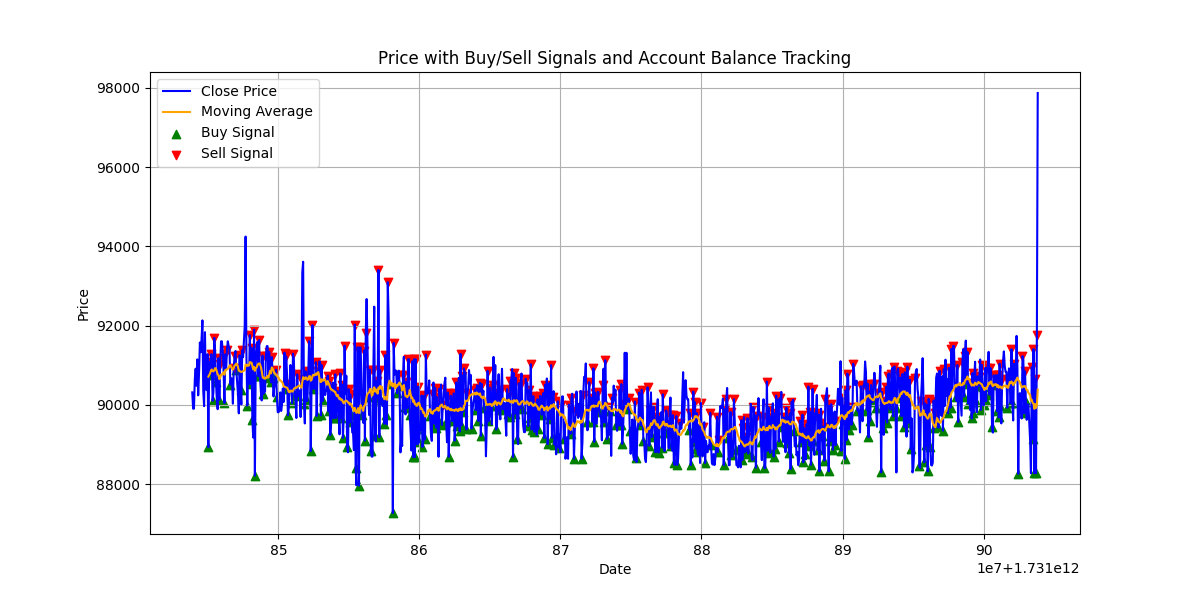 Price with Buy/Sell Signals and Account Balance Tracking
98000
96000
94000
92000
90000
88000
Price
Close Price
Moving Average
Buy Signal
Sell Signal
85 86 87 88 89 90
Date
1e7+1.731e12